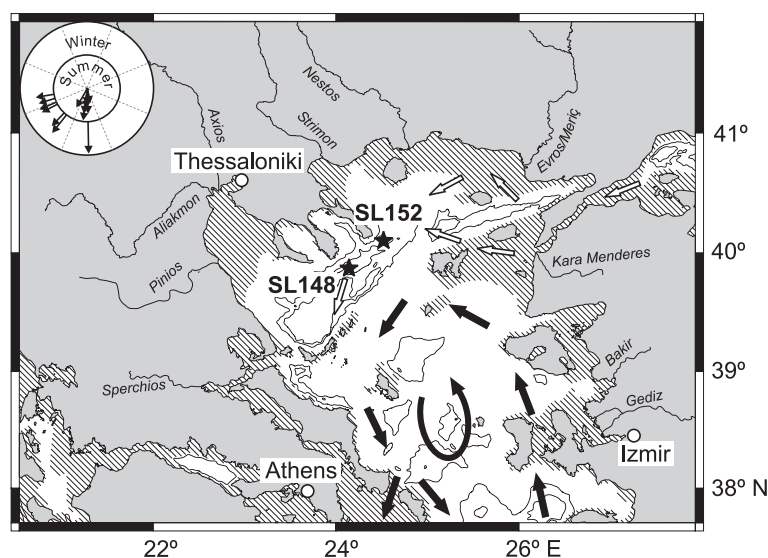 Winter
Summer
Nestos
Strimon
Axios
Evros/Meriç
41°
Thessaloniki
Aliakmon
SL152
40°
Kara Menderes
Pinios
SL148
39°
Bakir
Sperchios
Gediz
Izmir
Athens
38° N
22°
24°
26° E